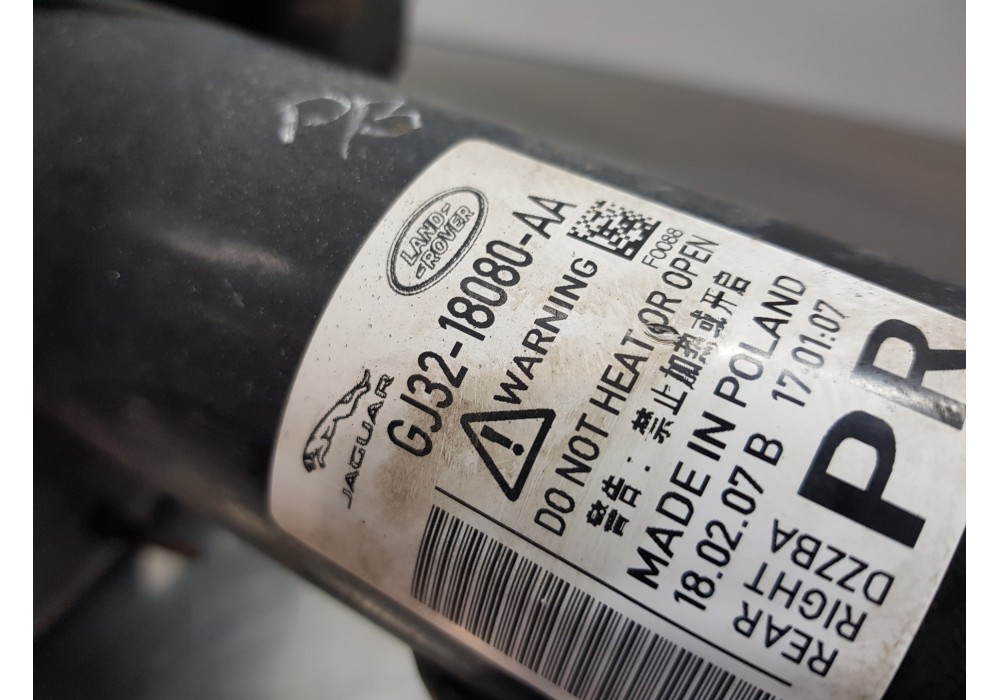 P/B
LAND-
-ROVER
JAGUAR
GJ32-18080-AA
F0088
WARNING
DO NOT HEAT OR OPEN
警告：禁止加热或开启
MADE IN POLAND
18.02.07 B 17:01:07
REAR
RIGHT
DZZBA
PR